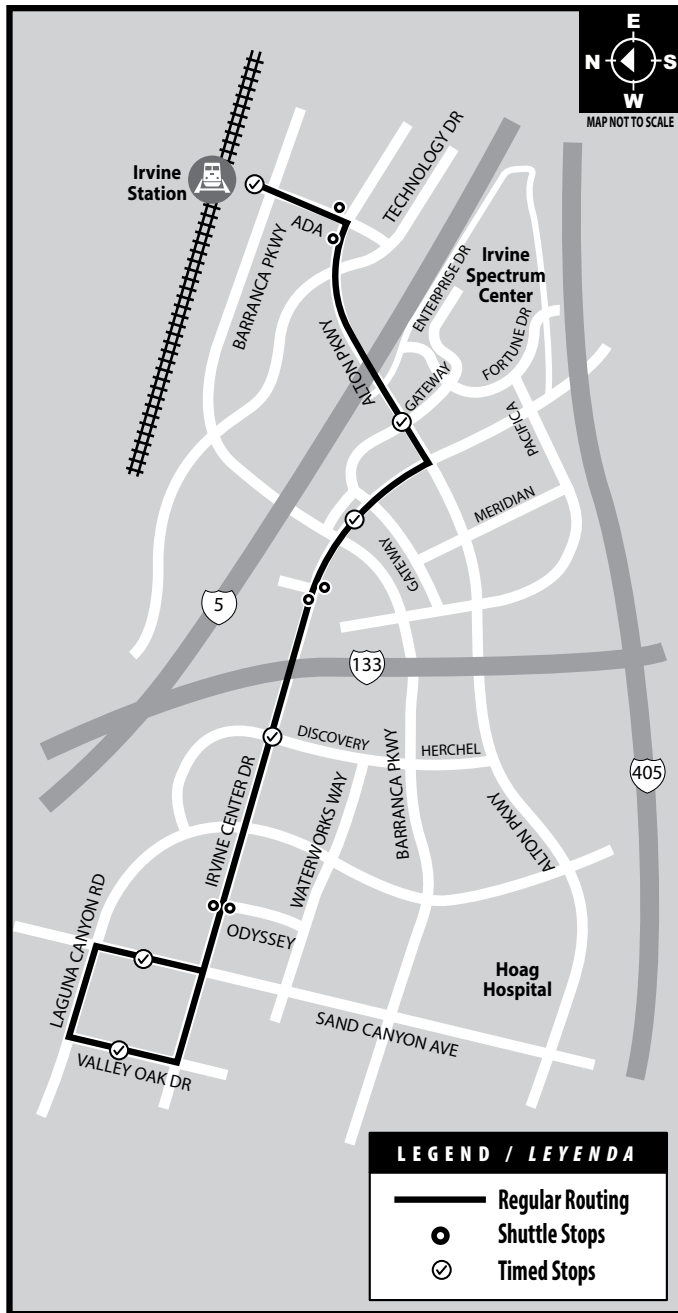 E
N S
W
MAP NOT TO SCALE
Irvine
Station
ADA
TECHNOLOGY DR
BARRANCA PKWY
ALTON PKWY
ENTERPRISE DR
Irvine
Spectrum
Center
FORTUNE DR
GATEWAY
PACIFICA
MERIDIAN
GATEWAY
5
133
405
DISCOVERY
HERCHEL
IRVINE CENTER DR
WATERWORKS WAY
BARRANCA PKWY
ALTON PKWY
LAGUNA CANYON RD
ODYSSEY
Hoag
Hospital
SAND CANYON AVE
VALLEY OAK DR
LEGEND / LEYENDA
Regular Routing
Shuttle Stops
Timed Stops